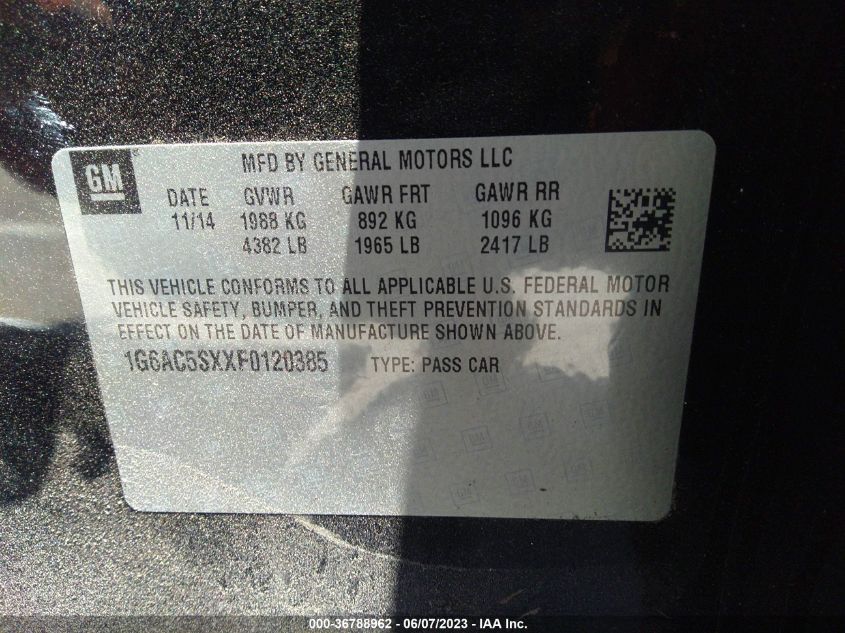 GM
MFD BY GENERAL MOTORS LLC
DATE GVWR GAWR FRT GAWR RR
11/14 1988 KG 892 KG 1096 KG
4382 LB 1965 LB 2417 LB
THIS VEHICLE CONFORMS TO ALL APPLICABLE U.S. FEDERAL MOTOR
VEHICLE SAFETY, BUMPER, AND THEFT PREVENTION STANDARDS IN
EFFECT ON THE DATE OF MANUFACTURE SHOWN ABOVE.
1G6AC5SXXF0120385 TYPE: PASS CAR
000-36788962 - 06/07/2023 - IAA Inc.